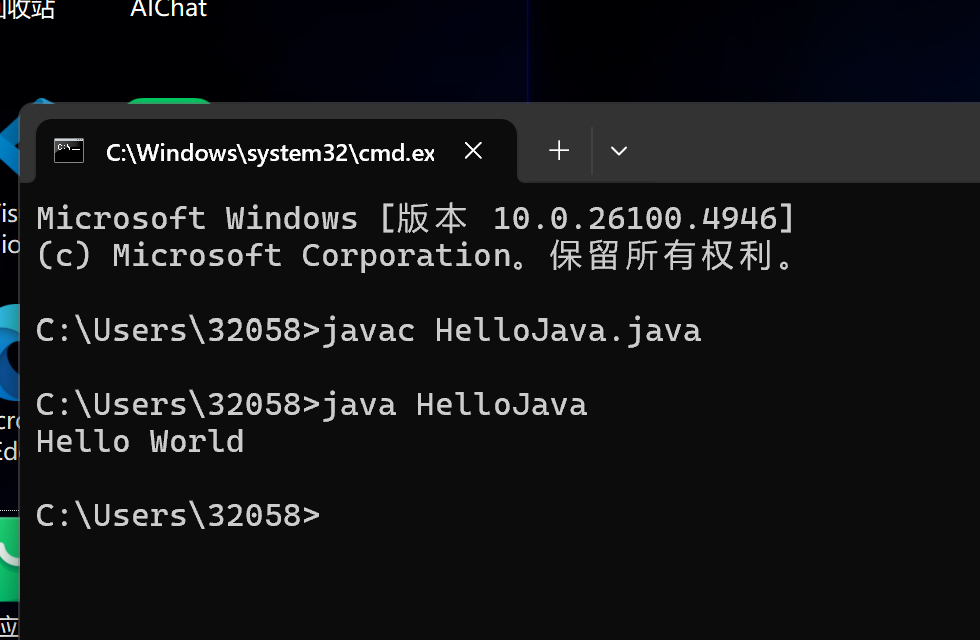 回收站
AIChat
C:\Windows\system32\cmd.ex
Microsoft Windows [版本 10.0.26100.4946]
(c) Microsoft Corporation。保留所有权利。
C:\Users\32058>javac HelloJava.java
C:\Users\32058>java HelloJava
Hello World
C:\Users\32058>